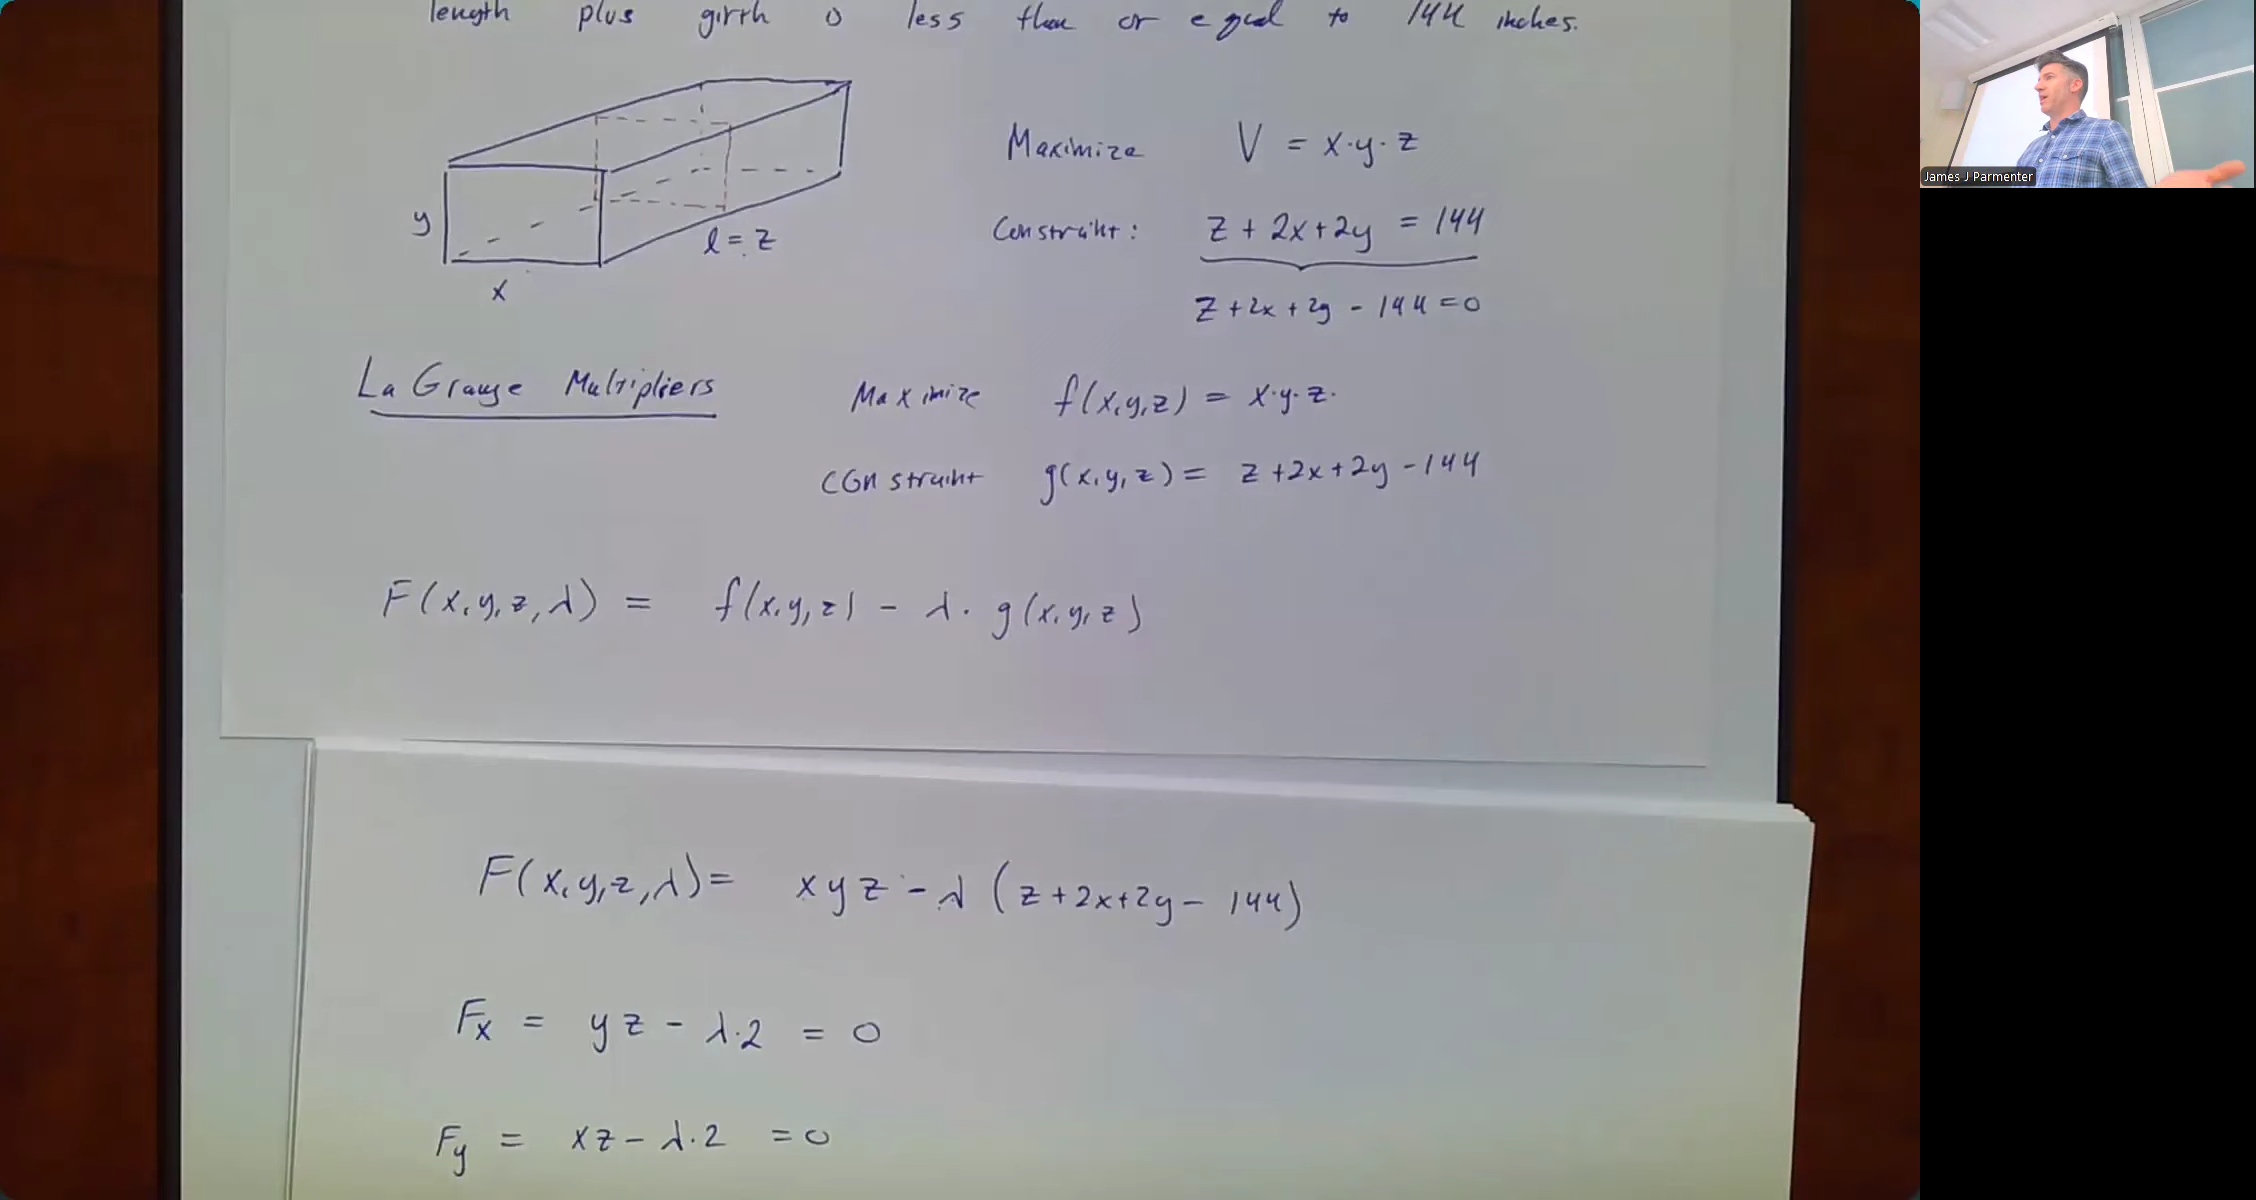 length plus girth is less than or equal to 144 inches.
Maximize V = x·y·z
y
Constraint: z + 2x + 2y = 144
l = z
x
z + 2x + 2y - 144 = 0
LaGrange Multipliers
Maximize f(x,y,z) = x·y·z.
Constraint g(x,y,z) = z + 2x + 2y - 144
F(x,y,z,λ) = f(x,y,z) - λ· g(x,y,z)
F(x,y,z,λ) = xyz - λ (z + 2x + 2y - 144)
Fx = yz - λ·2 = 0
Fy = xz - λ·2 = 0
James J Parmenter